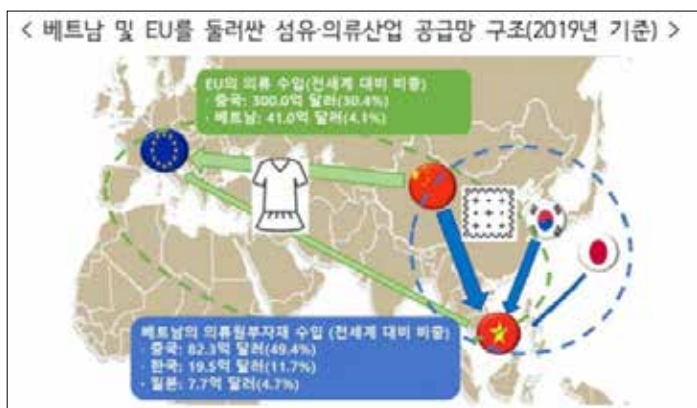 < 베트남 및 EU를 둘러싼 섬유·의류산업 공급망 구조(2019년 기준) >
EU의 의류 수입(전세계 대비 비중)
· 중국: 300.0억 달러(30.4%)
· 베트남: 41.0억 달러(4.1%)
베트남의 의류원부자재 수입 (전세계 대비 비중)
· 중국: 82.3억 달러(49.4%)
· 한국: 19.5억 달러(11.7%)
· 일본: 7.7억 달러(4.7%)